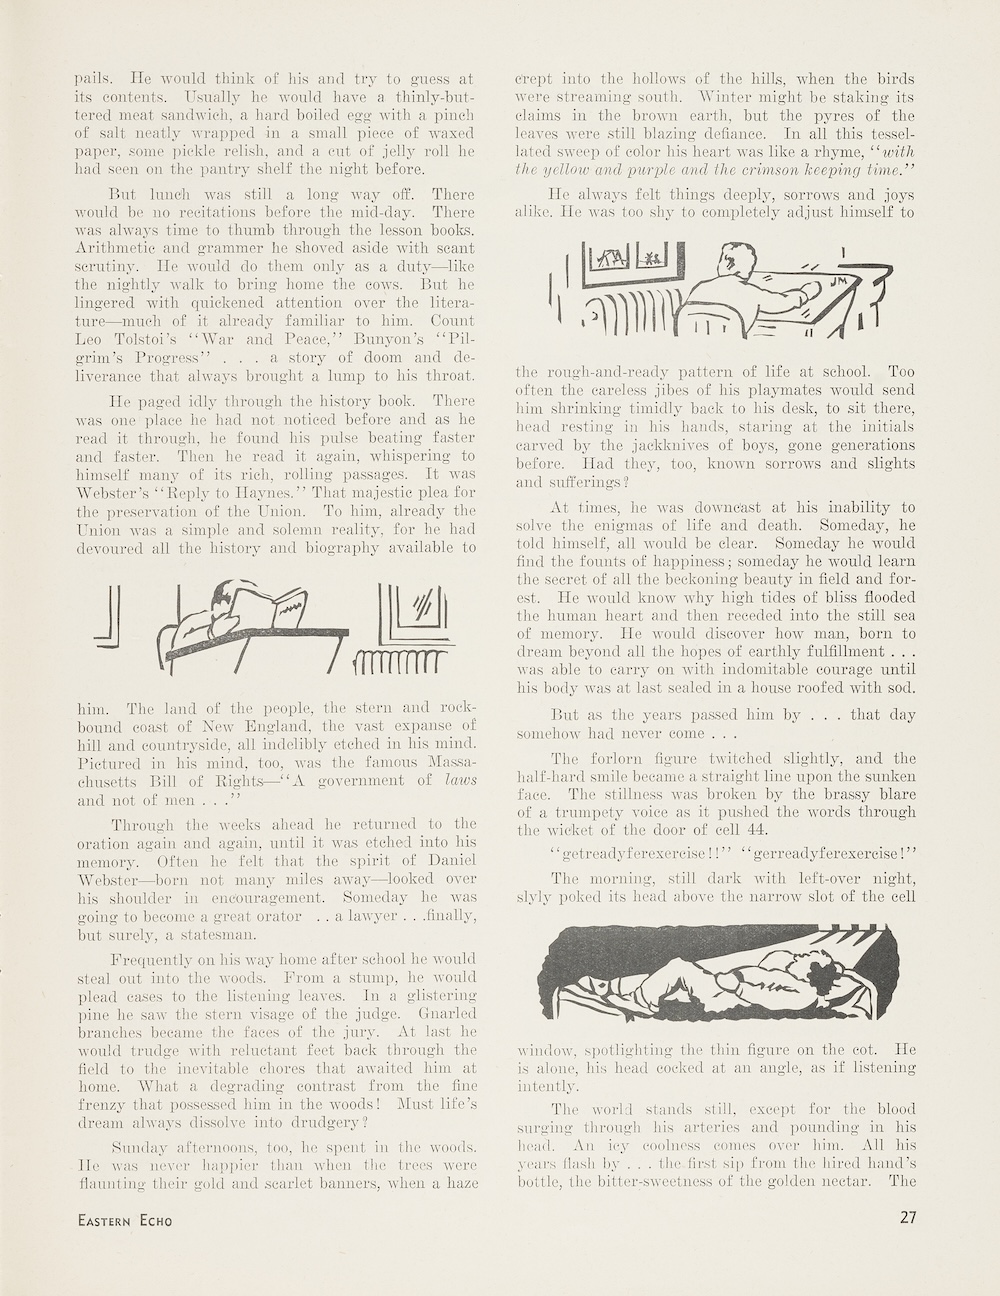 pails. He would think of his and try to guess at
its contents. Usually he would have a thinly-but-
tered meat sandwich, a hard boiled egg with a pinch
of salt neatly wrapped in a small piece of waxed
paper, some pickle relish, and a cut of jelly roll he
had seen on the pantry shelf the night before.
But lunch was still a long way off. There
would be no recitations before the mid-day. There
was always time to thumb through the lesson books.
Arithmetic and grammer he shoved aside with scant
scrutiny. He would do them only as a duty—like
the nightly walk to bring home the cows. But he
lingered with quickened attention over the litera-
ture—much of it already familiar to him. Count
Leo Tolstoi's "War and Peace," Bunyon's "Pil-
grim's Progress" . . . a story of doom and de-
liverance that always brought a lump to his throat.
He paged idly through the history book. There
was one place he had not noticed before and as he
read it through, he found his pulse beating faster
and faster. Then he read it again, whispering to
himself many of its rich, rolling passages. It was
Webster's "Reply to Haynes." That majestic plea for
the preservation of the Union. To him, already the
Union was a simple and solemn reality, for he had
devoured all the history and biography available to
him. The land of the people, the stern and rock-
bound coast of New England, the vast expanse of
hill and countryside, all indelibly etched in his mind.
Pictured in his mind, too, was the famous Massa-
chusetts Bill of Rights—"A government of laws
and not of men . . ."
Through the weeks ahead he returned to the
oration again and again, until it was etched into his
memory. Often he felt that the spirit of Daniel
Webster—born not many miles away—looked over
his shoulder in encouragement. Someday he was
going to become a great orator . . a lawyer . . .finally,
but surely, a statesman.
Frequently on his way home after school he would
steal out into the woods. From a stump, he would
plead cases to the listening leaves. In a glistering
pine he saw the stern visage of the judge. Gnarled
branches became the faces of the jury. At last he
would trudge with reluctant feet back through the
field to the inevitable chores that awaited him at
home. What a degrading contrast from the fine
frenzy that possessed him in the woods! Must life's
dream always dissolve into drudgery?
Sunday afternoons, too, he spent in the woods.
He was never happier than when the trees were
flaunting their gold and scarlet banners, when a haze
crept into the hollows of the hills, when the birds
were streaming south. Winter might be staking its
claims in the brown earth, but the pyres of the
leaves were still blazing defiance. In all this tessel-
lated sweep of color his heart was like a rhyme, "with
the yellow and purple and the crimson keeping time."
He always felt things deeply, sorrows and joys
alike. He was too shy to completely adjust himself to
JM
the rough-and-ready pattern of life at school. Too
often the careless jibes of his playmates would send
him shrinking timidly back to his desk, to sit there,
head resting in his hands, staring at the initials
carved by the jackknives of boys, gone generations
before. Had they, too, known sorrows and slights
and sufferings?
At times, he was downcast at his inability to
solve the enigmas of life and death. Someday, he
told himself, all would be clear. Someday he would
find the founts of happiness; someday he would learn
the secret of all the beckoning beauty in field and for-
est. He would know why high tides of bliss flooded
the human heart and then receded into the still sea
of memory. He would discover how man, born to
dream beyond all the hopes of earthly fulfillment . . .
was able to carry on with indomitable courage until
his body was at last sealed in a house roofed with sod.
But as the years passed him by . . . that day
somehow had never come . . .
The forlorn figure twitched slightly, and the
half-hard smile became a straight line upon the sunken
face. The stillness was broken by the brassy blare
of a trumpety voice as it pushed the words through
the wicket of the door of cell 44.
"getreadyferexercise!!" "gerreadyferexercise!"
The morning, still dark with left-over night,
slyly poked its head above the narrow slot of the cell
window, spotlighting the thin figure on the cot. He
is alone, his head cocked at an angle, as if listening
intently.
The world stands still, except for the blood
surging through his arteries and pounding in his
head. An icy coolness comes over him. All his
years flash by . . . the first sip from the hired hand's
bottle, the bitter-sweetness of the golden nectar. The
EASTERN ECHO
27